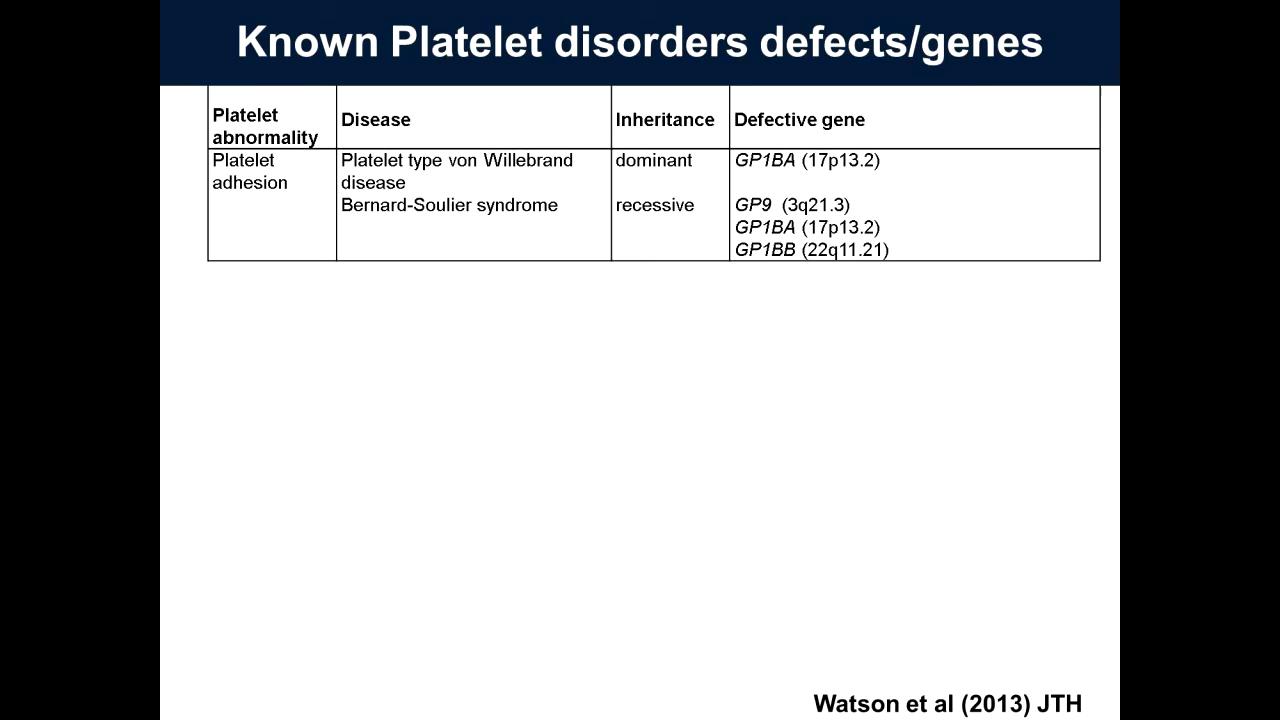 Known Platelet disorders defects/genes
Platelet abnormality Disease Inheritance Defective gene
Platelet adhesion Platelet type von Willebrand disease dominant GP1BA (17p13.2)
Bernard-Soulier syndrome recessive GP9 (3q21.3)
GP1BA (17p13.2)
GP1BB (22q11.21)
Watson et al (2013) JTH